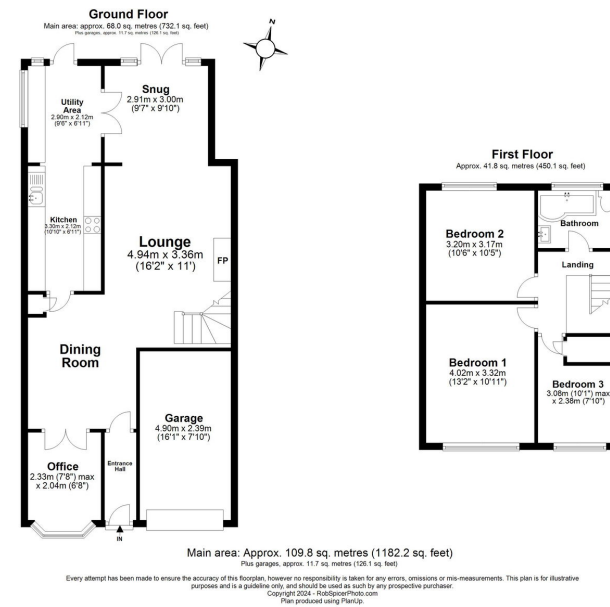 Ground Floor
Main area: approx. 68.0 sq. metres (732.1 sq. feet)
Plus garages, approx. 11.7 sq. metres (126.1 sq. feet)
N
Snug
2.91m x 3.00m
(9'7" x 9'10")
Utility
Area
2.90m x 2.12m
(9'6" x 6'11")
Kitchen
3.30m x 2.12m
(10'10" x 6'11")
Lounge
4.94m x 3.36m
(16'2" x 11')
FP
Dining
Room
Garage
4.90m x 2.39m
(16'1" x 7'10")
Entrance
Hall
Office
2.33m (7'8") max
x 2.04m (6'8")
IN
First Floor
Approx. 41.8 sq. metres (450.1 sq. feet)
Bathroom
Bedroom 2
3.20m x 3.17m
(10'6" x 10'5")
Landing
Bedroom 1
4.02m x 3.32m
(13'2" x 10'11")
Bedroom 3
3.08m (10'1") max
x 2.38m (7'10")
Main area: Approx. 109.8 sq. metres (1182.2 sq. feet)
Plus garages, approx. 11.7 sq. metres (126.1 sq. feet)
Every attempt has been made to ensure the accuracy of this floorplan, however no responsibility is taken for any errors, omissions or mis-measurements. This plan is for illustrative
purposes and is a guideline only, and should be used as such by any prospective purchaser.
Copyright 2024 - RobSpicerPhoto.com
Plan produced using PlanUp.